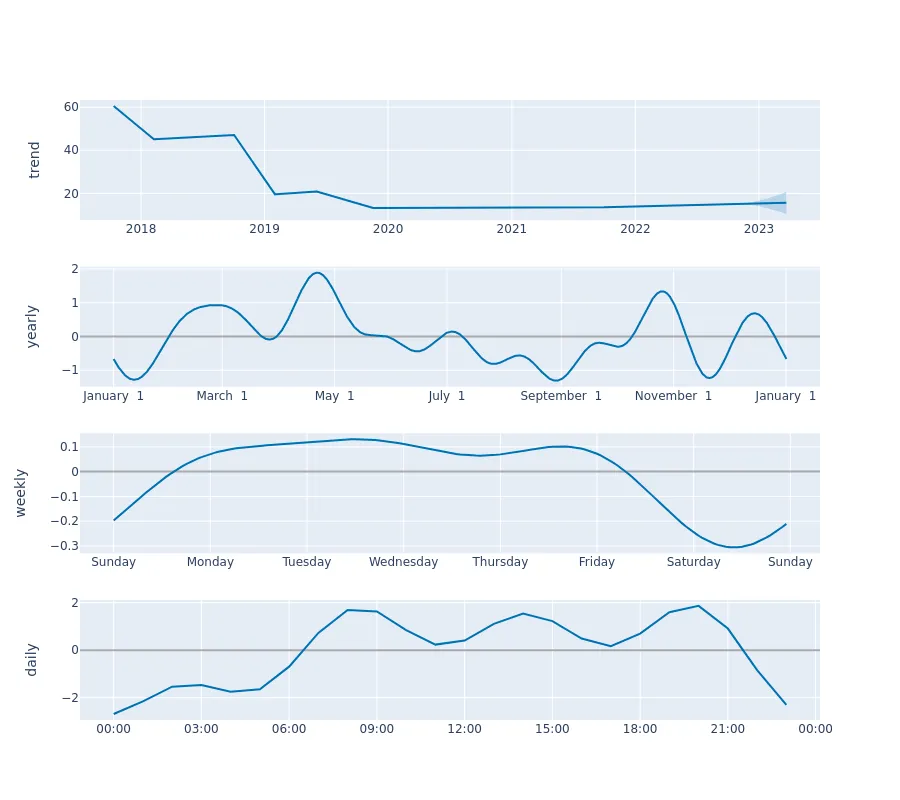 trend
60
40
20
2018 2019 2020 2021 2022 2023
yearly
2
1
0
−1
January 1 March 1 May 1 July 1 September 1 November 1 January 1
weekly
0.1
0
−0.1
−0.2
−0.3
Sunday Monday Tuesday Wednesday Thursday Friday Saturday Sunday
daily
2
0
−2
00:00 03:00 06:00 09:00 12:00 15:00 18:00 21:00 00:00